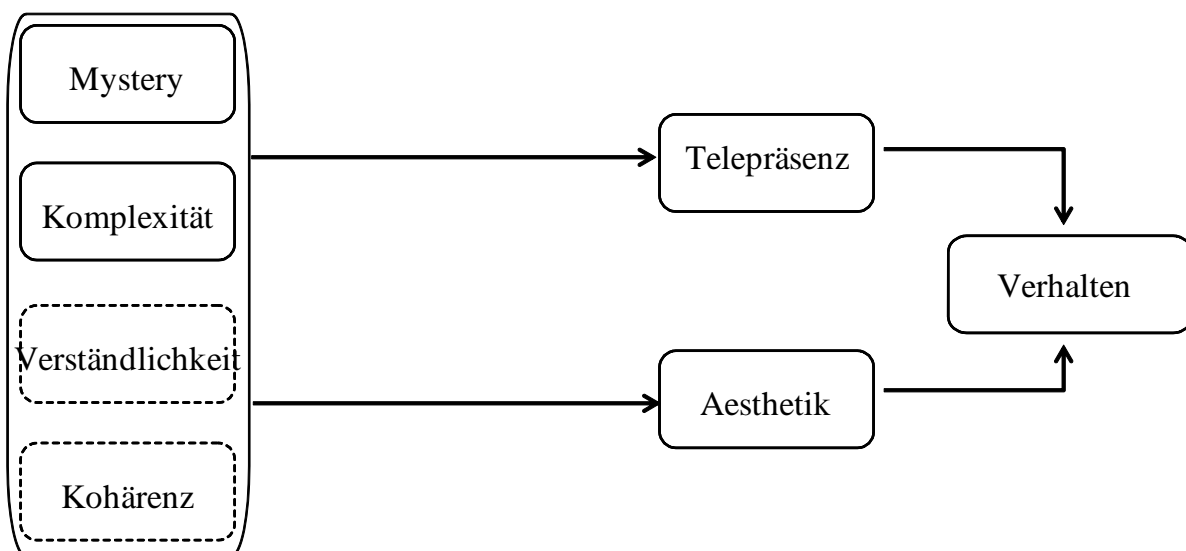 Mystery
Komplexität
Verständlichkeit
Kohärenz
Telepräsenz
Aesthetik
Verhalten